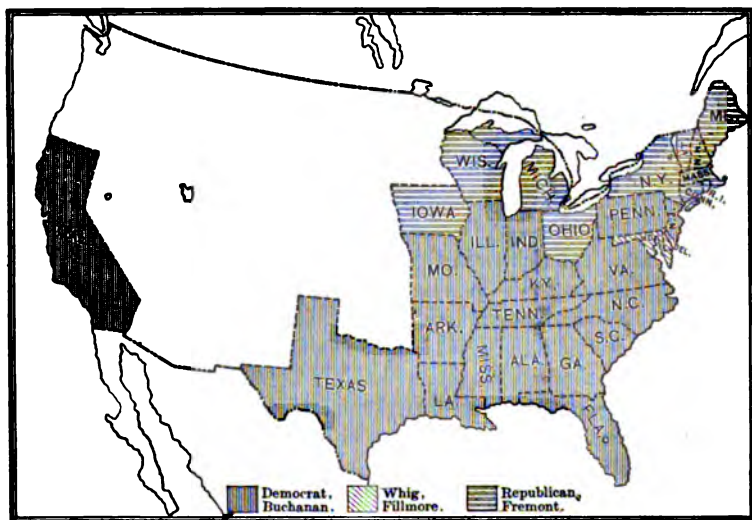 ME.
WIS.
MICH.
N.Y.
MASS.
R.I.
IOWA
ILL.
IND.
OHIO
PENN.
DEL.
MO.
KY.
VA.
ARK.
TENN.
N.C.
TEXAS
LA.
MISS.
ALA.
GA.
S.C.
FLA.
Democrat, Whig, Republican,
Buchanan. Fillmore. Fremont.